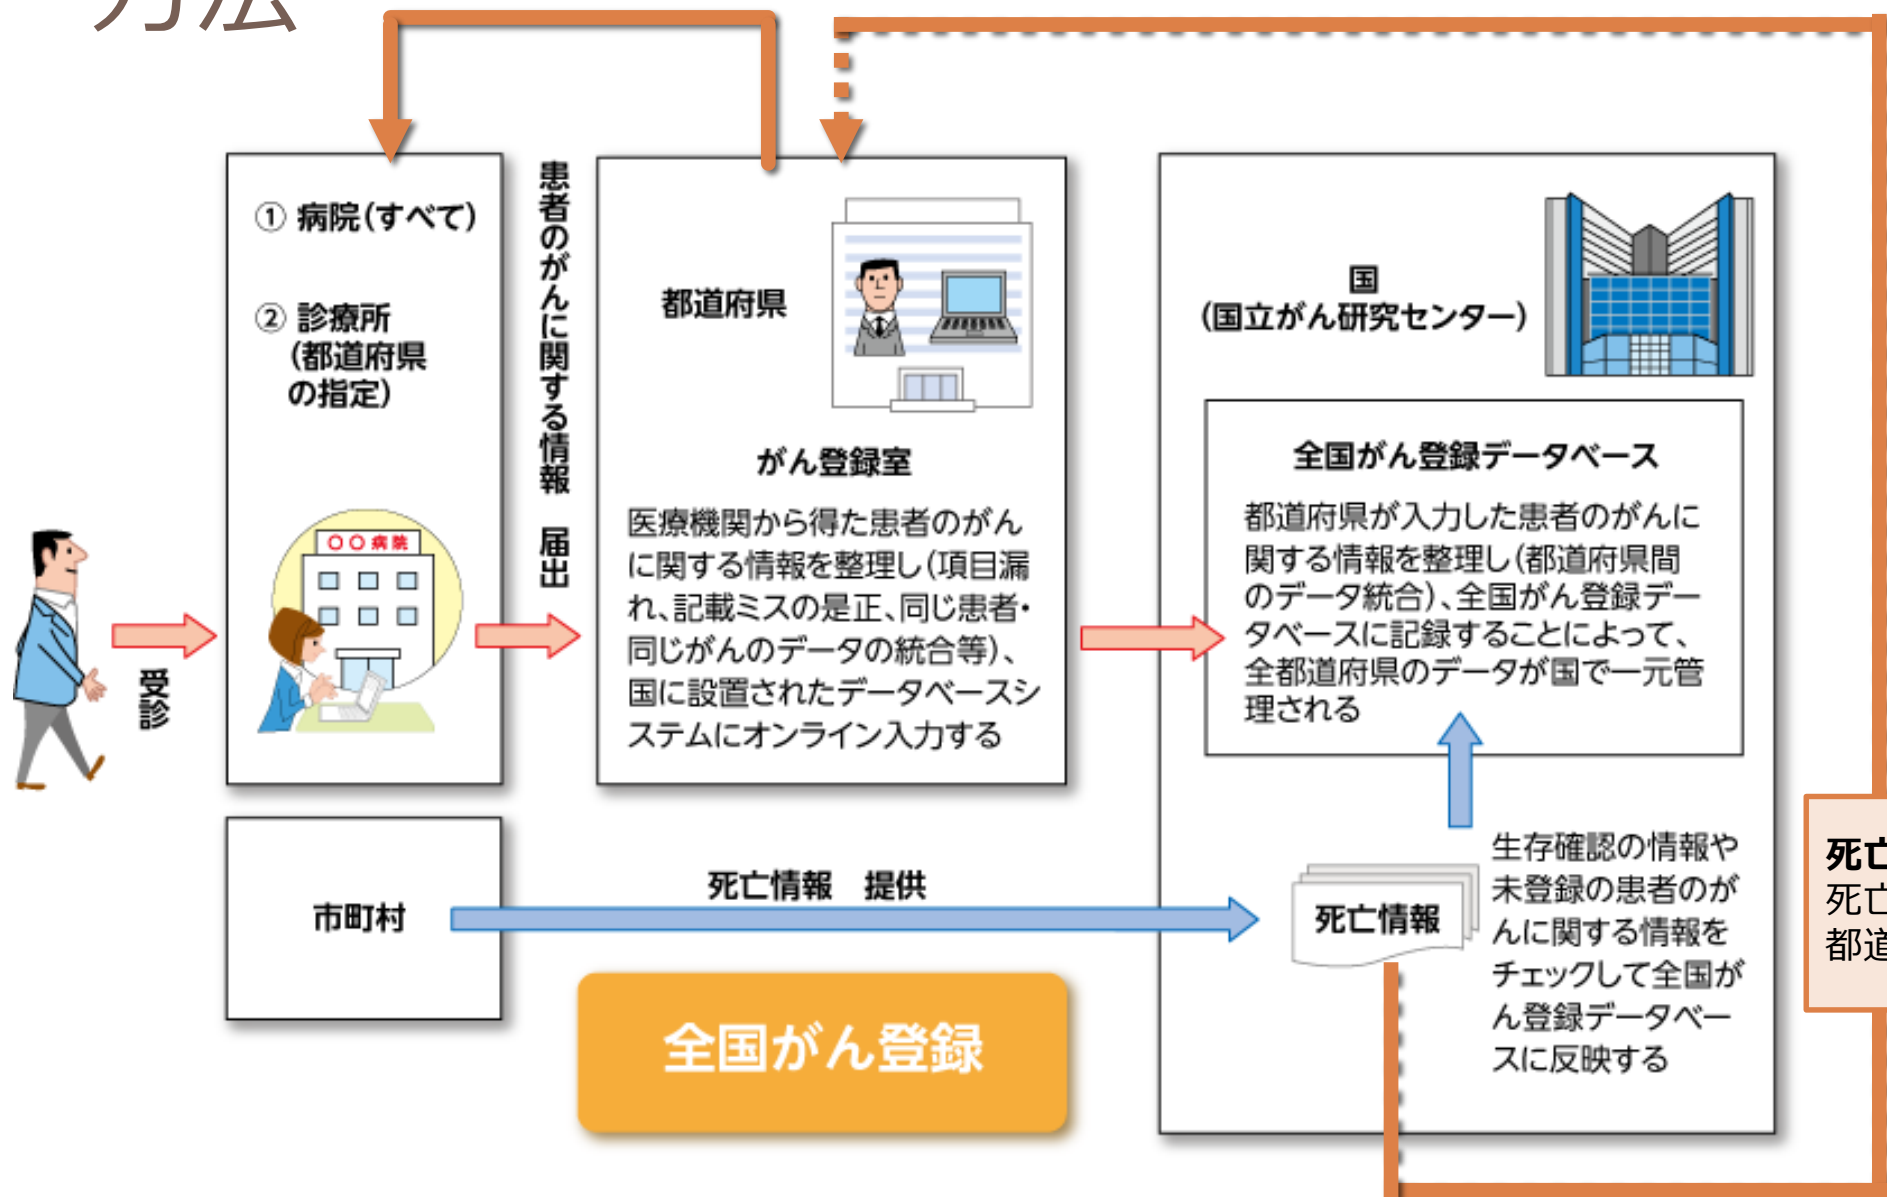 方法
① 病院(すべて)
② 診療所
(都道府県
の指定)
〇〇病院
受診
患者のがんに関する情報 届出
都道府県
がん登録室
医療機関から得た患者のがん
に関する情報を整理し(項目漏
れ、記載ミスの是正、同じ患者・
同じがんのデータの統合等)、
国に設置されたデータベースシ
ステムにオンライン入力する
国
(国立がん研究センター)
全国がん登録データベース
都道府県が入力した患者のがんに
関する情報を整理し(都道府県間
のデータ統合)、全国がん登録デー
タベースに記録することによって、
全都道府県のデータが国で一元管
理される
市町村
死亡情報 提供
死亡情報
生存確認の情報や
未登録の患者のが
んに関する情報を
チェックして全国が
ん登録データベー
スに反映する
全国がん登録
死亡
死亡
都道